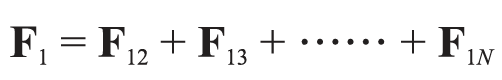 F₁ = F₁₂ + F₁₃ + ⋯⋯ + F₁N